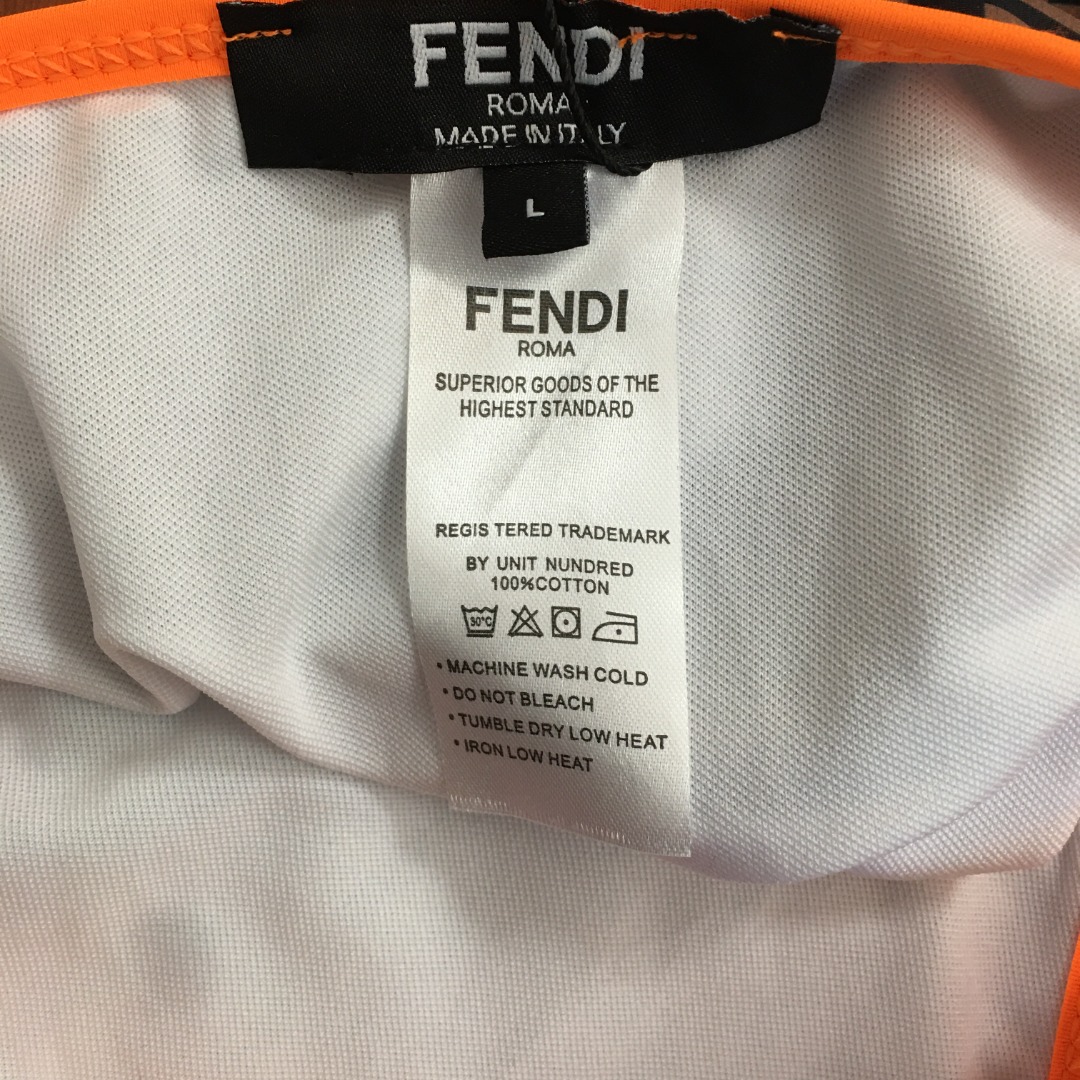 FENDI
ROMA
MADE IN ITALY
L
FENDI
ROMA
SUPERIOR GOODS OF THE
HIGHEST STANDARD
REGIS TERED TRADEMARK
BY UNIT NUNDRED
100%COTTON
30°C
• MACHINE WASH COLD
• DO NOT BLEACH
• TUMBLE DRY LOW HEAT
• IRON LOW HEAT